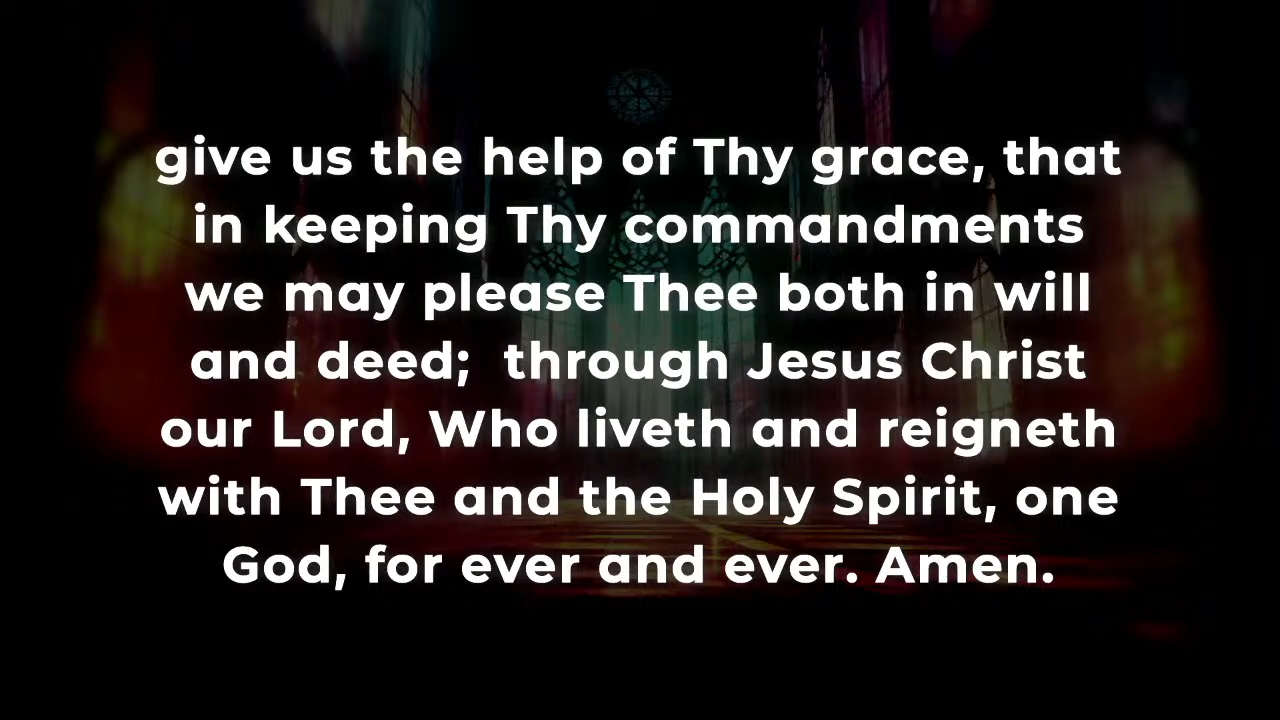 give us the help of Thy grace, that
in keeping Thy commandments
we may please Thee both in will
and deed;  through Jesus Christ
our Lord, Who liveth and reigneth
with Thee and the Holy Spirit, one
God, for ever and ever. Amen.